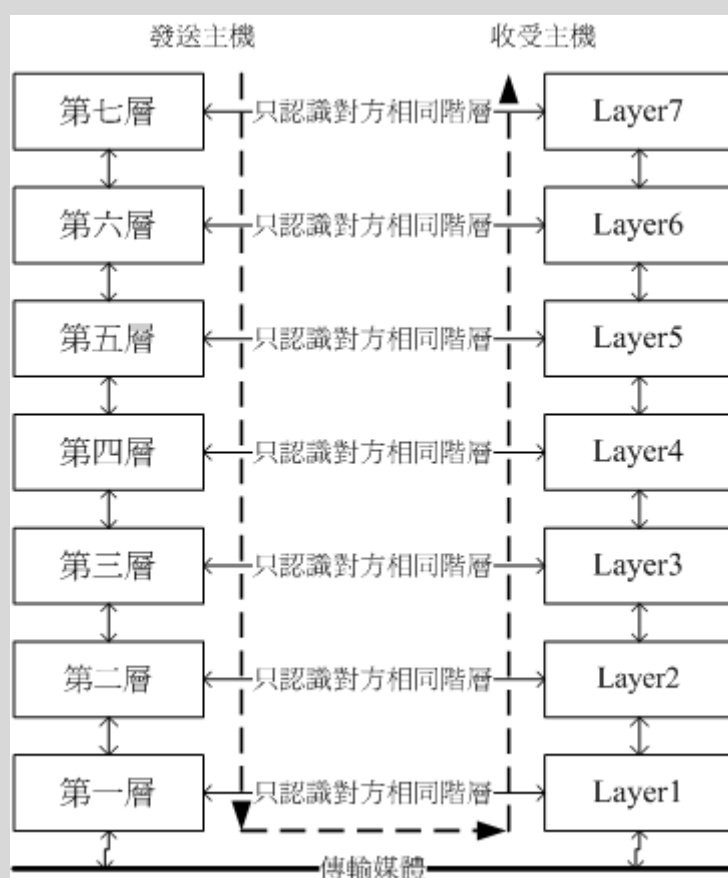 發送主機 收受主機
第七層 只認識對方相同階層 Layer7
第六層 只認識對方相同階層 Layer6
第五層 只認識對方相同階層 Layer5
第四層 只認識對方相同階層 Layer4
第三層 只認識對方相同階層 Layer3
第二層 只認識對方相同階層 Layer2
第一層 只認識對方相同階層 Layer1
傳輸媒體